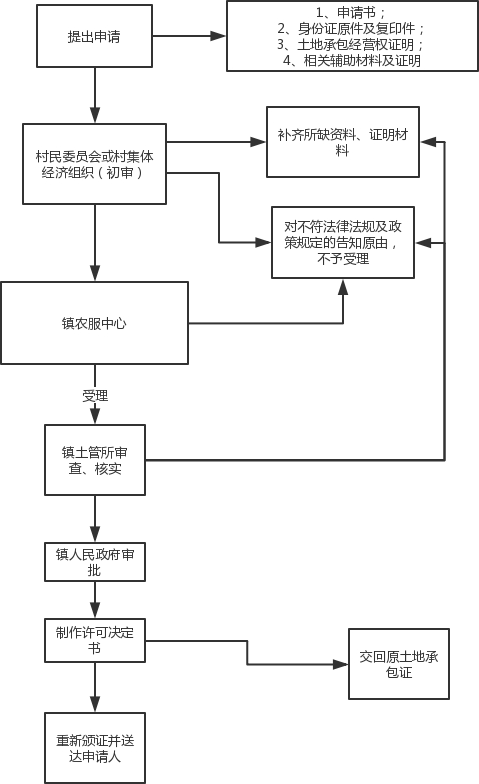 提出申请
1、申请书；
2、身份证原件及复印件；
3、土地承包经营权证明；
4、相关辅助材料及证明
村民委员会或村集体
经济组织（初审）
补齐所缺资料、证明材
料
对不符法律法规及政
策规定的告知原由，
不予受理
镇农服中心
受理
镇土管所审
查、核实
镇人民政府审
批
制作许可决定
书
交回原土地承
包证
重新颁证并送
达申请人